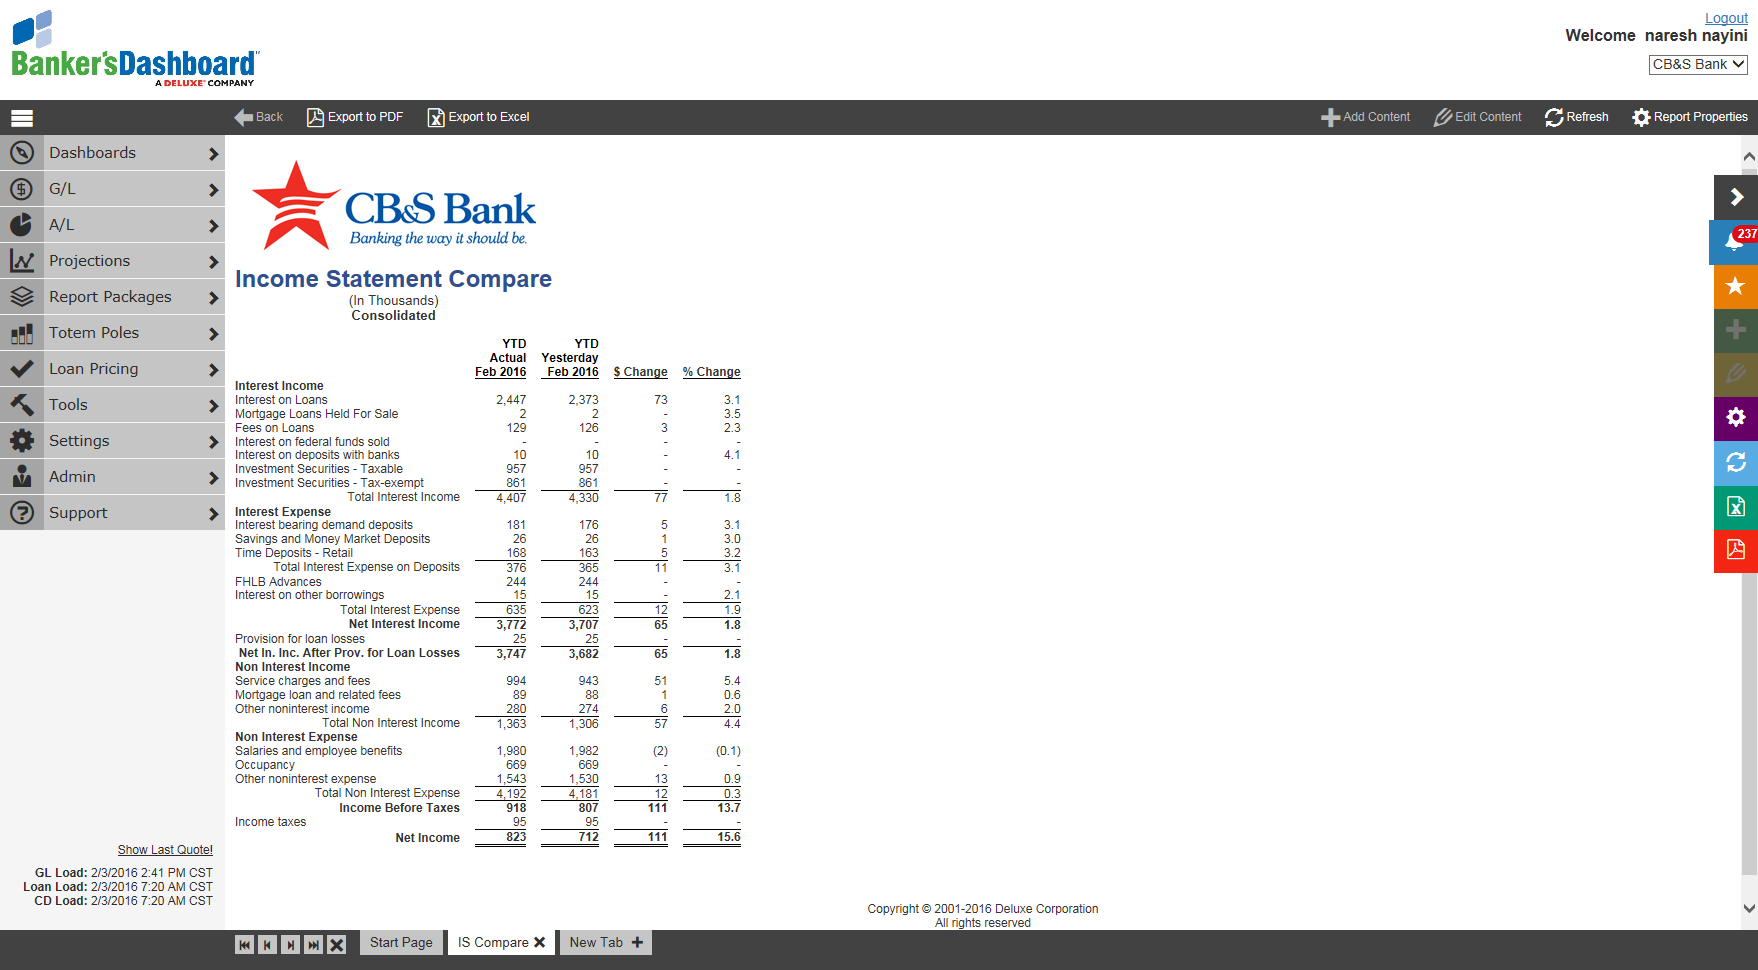 Logout
Welcome naresh nayini
CB&S Bank
Banker'sDashboard
A DELUXE COMPANY
Back Export to PDF Export to Excel Add Content Edit Content Refresh Report Properties
Dashboards
G/L
A/L
Projections
Report Packages
Totem Poles
Loan Pricing
Tools
Settings
Admin
Support
237
CB&S Bank
Banking the way it should be.
Income Statement Compare
(In Thousands)
Consolidated
YTD YTD
Actual Yesterday
Feb 2016 Feb 2016 $ Change % Change
Interest Income
Interest on Loans 2,447 2,373 73 3.1
Mortgage Loans Held For Sale 2 2 - 3.5
Fees on Loans 129 126 3 2.3
Interest on federal funds sold - - - -
Interest on deposits with banks 10 10 - 4.1
Investment Securities - Taxable 957 957 - -
Investment Securities - Tax-exempt 861 861 - -
Total Interest Income 4,407 4,330 77 1.8
Interest Expense
Interest bearing demand deposits 181 176 5 3.1
Savings and Money Market Deposits 26 26 1 3.0
Time Deposits - Retail 168 163 5 3.2
Total Interest Expense on Deposits 376 365 11 3.1
FHLB Advances 244 244 - -
Interest on other borrowings 15 15 - 2.1
Total Interest Expense 635 623 12 1.9
Net Interest Income 3,772 3,707 65 1.8
Provision for loan losses 25 25 - -
Net In. Inc. After Prov. for Loan Losses 3,747 3,682 65 1.8
Non Interest Income
Service charges and fees 994 943 51 5.4
Mortgage loan and related fees 89 88 1 0.6
Other noninterest income 280 274 6 2.0
Total Non Interest Income 1,363 1,306 57 4.4
Non Interest Expense
Salaries and employee benefits 1,980 1,982 (2) (0.1)
Occupancy 669 669 - -
Other noninterest expense 1,543 1,530 13 0.9
Total Non Interest Expense 4,192 4,181 12 0.3
Income Before Taxes 918 807 111 13.7
Income taxes 95 95 - -
Net Income 823 712 111 15.6
Show Last Quote!
GL Load: 2/3/2016 2:41 PM CST
Loan Load: 2/3/2016 7:20 AM CST
CD Load: 2/3/2016 7:20 AM CST
Copyright © 2001-2016 Deluxe Corporation
All rights reserved
Start Page IS Compare New Tab